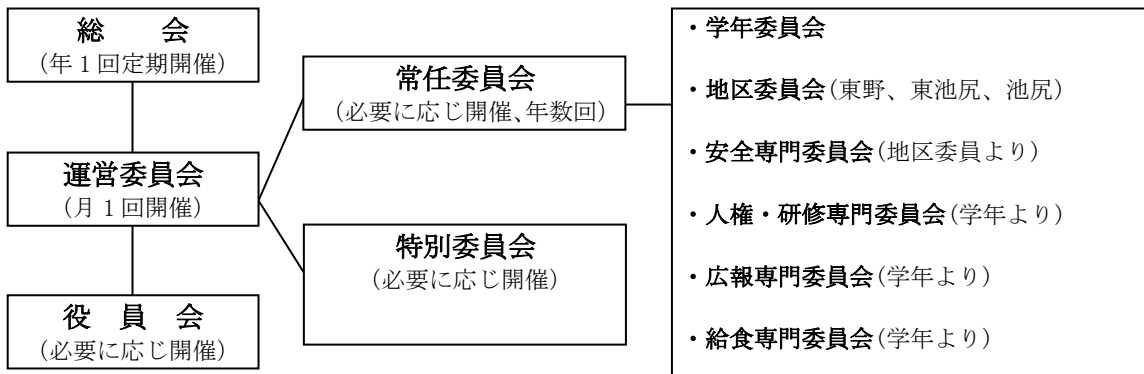 総　　会
(年１回定期開催)
運営委員会
(月１回開催)
役　員　会
(必要に応じ開催)
常任委員会
(必要に応じ開催、年数回)
特別委員会
(必要に応じ開催)
・学年委員会
・地区委員会(東野、東池尻、池尻)
・安全専門委員会(地区委員より)
・人権・研修専門委員会(学年より)
・広報専門委員会(学年より)
・給食専門委員会(学年より)